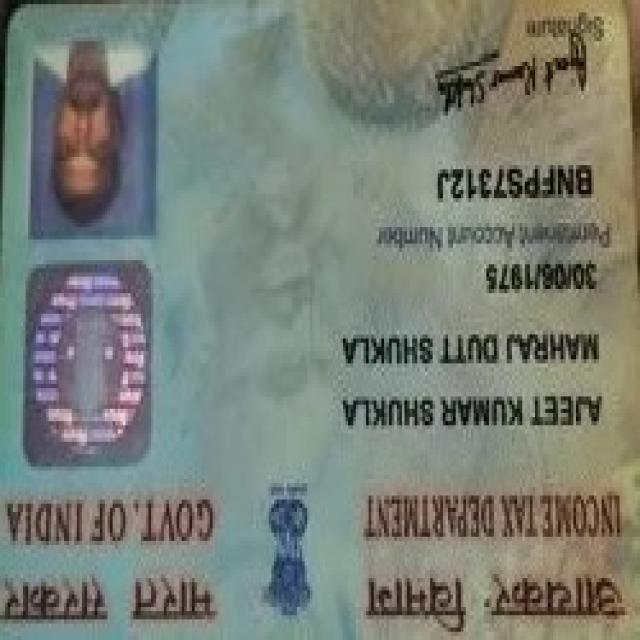 आयकर विभाग
भारत सरकार
INCOME TAX DEPARTMENT
GOVT. OF INDIA
AJEET KUMAR SHUKLA
MAHRAJ DUTT SHUKLA
30/06/1975
Permanent Account Number
BNFPS7312J
Ajeet Kumar Shukla
Signature